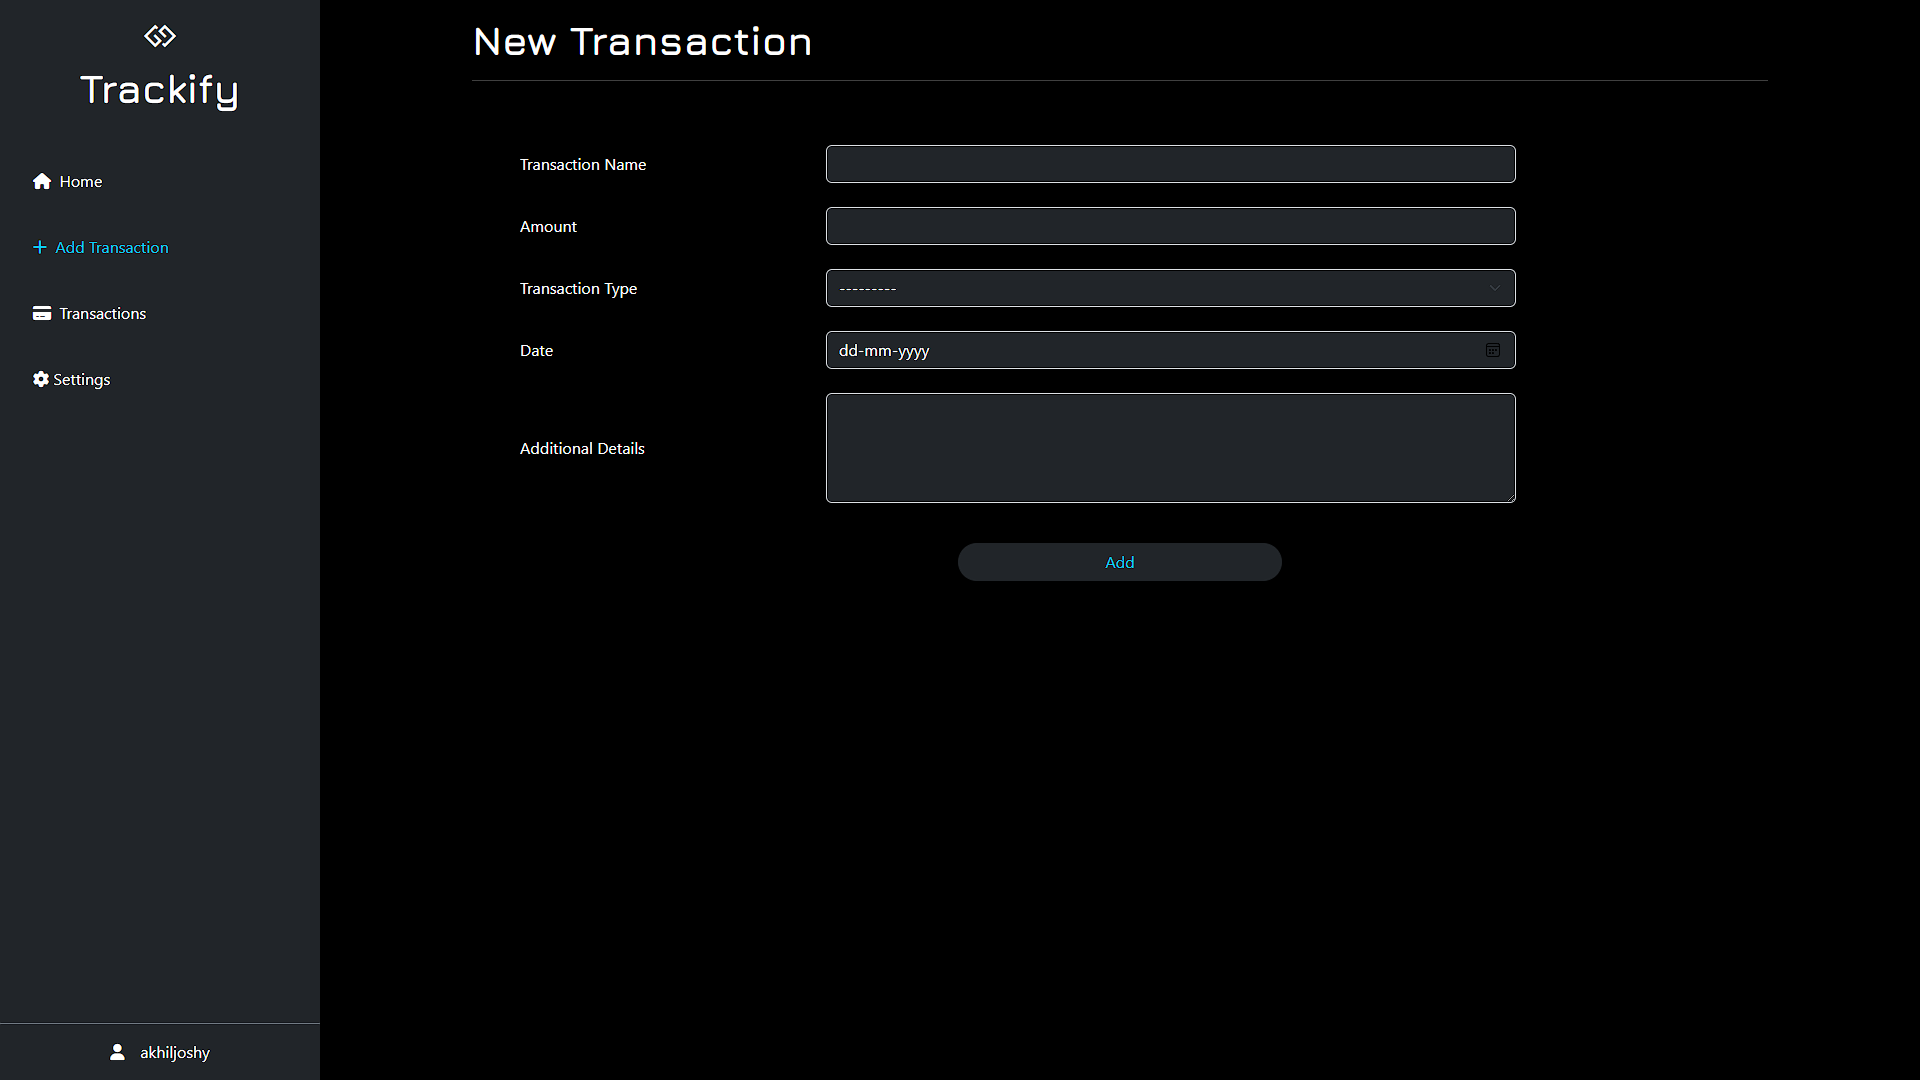 Trackify
Home
Add Transaction
Transactions
Settings
akhiljoshy
New Transaction
Transaction Name
Amount
Transaction Type
---------
Date
dd-mm-yyyy
Additional Details
Add